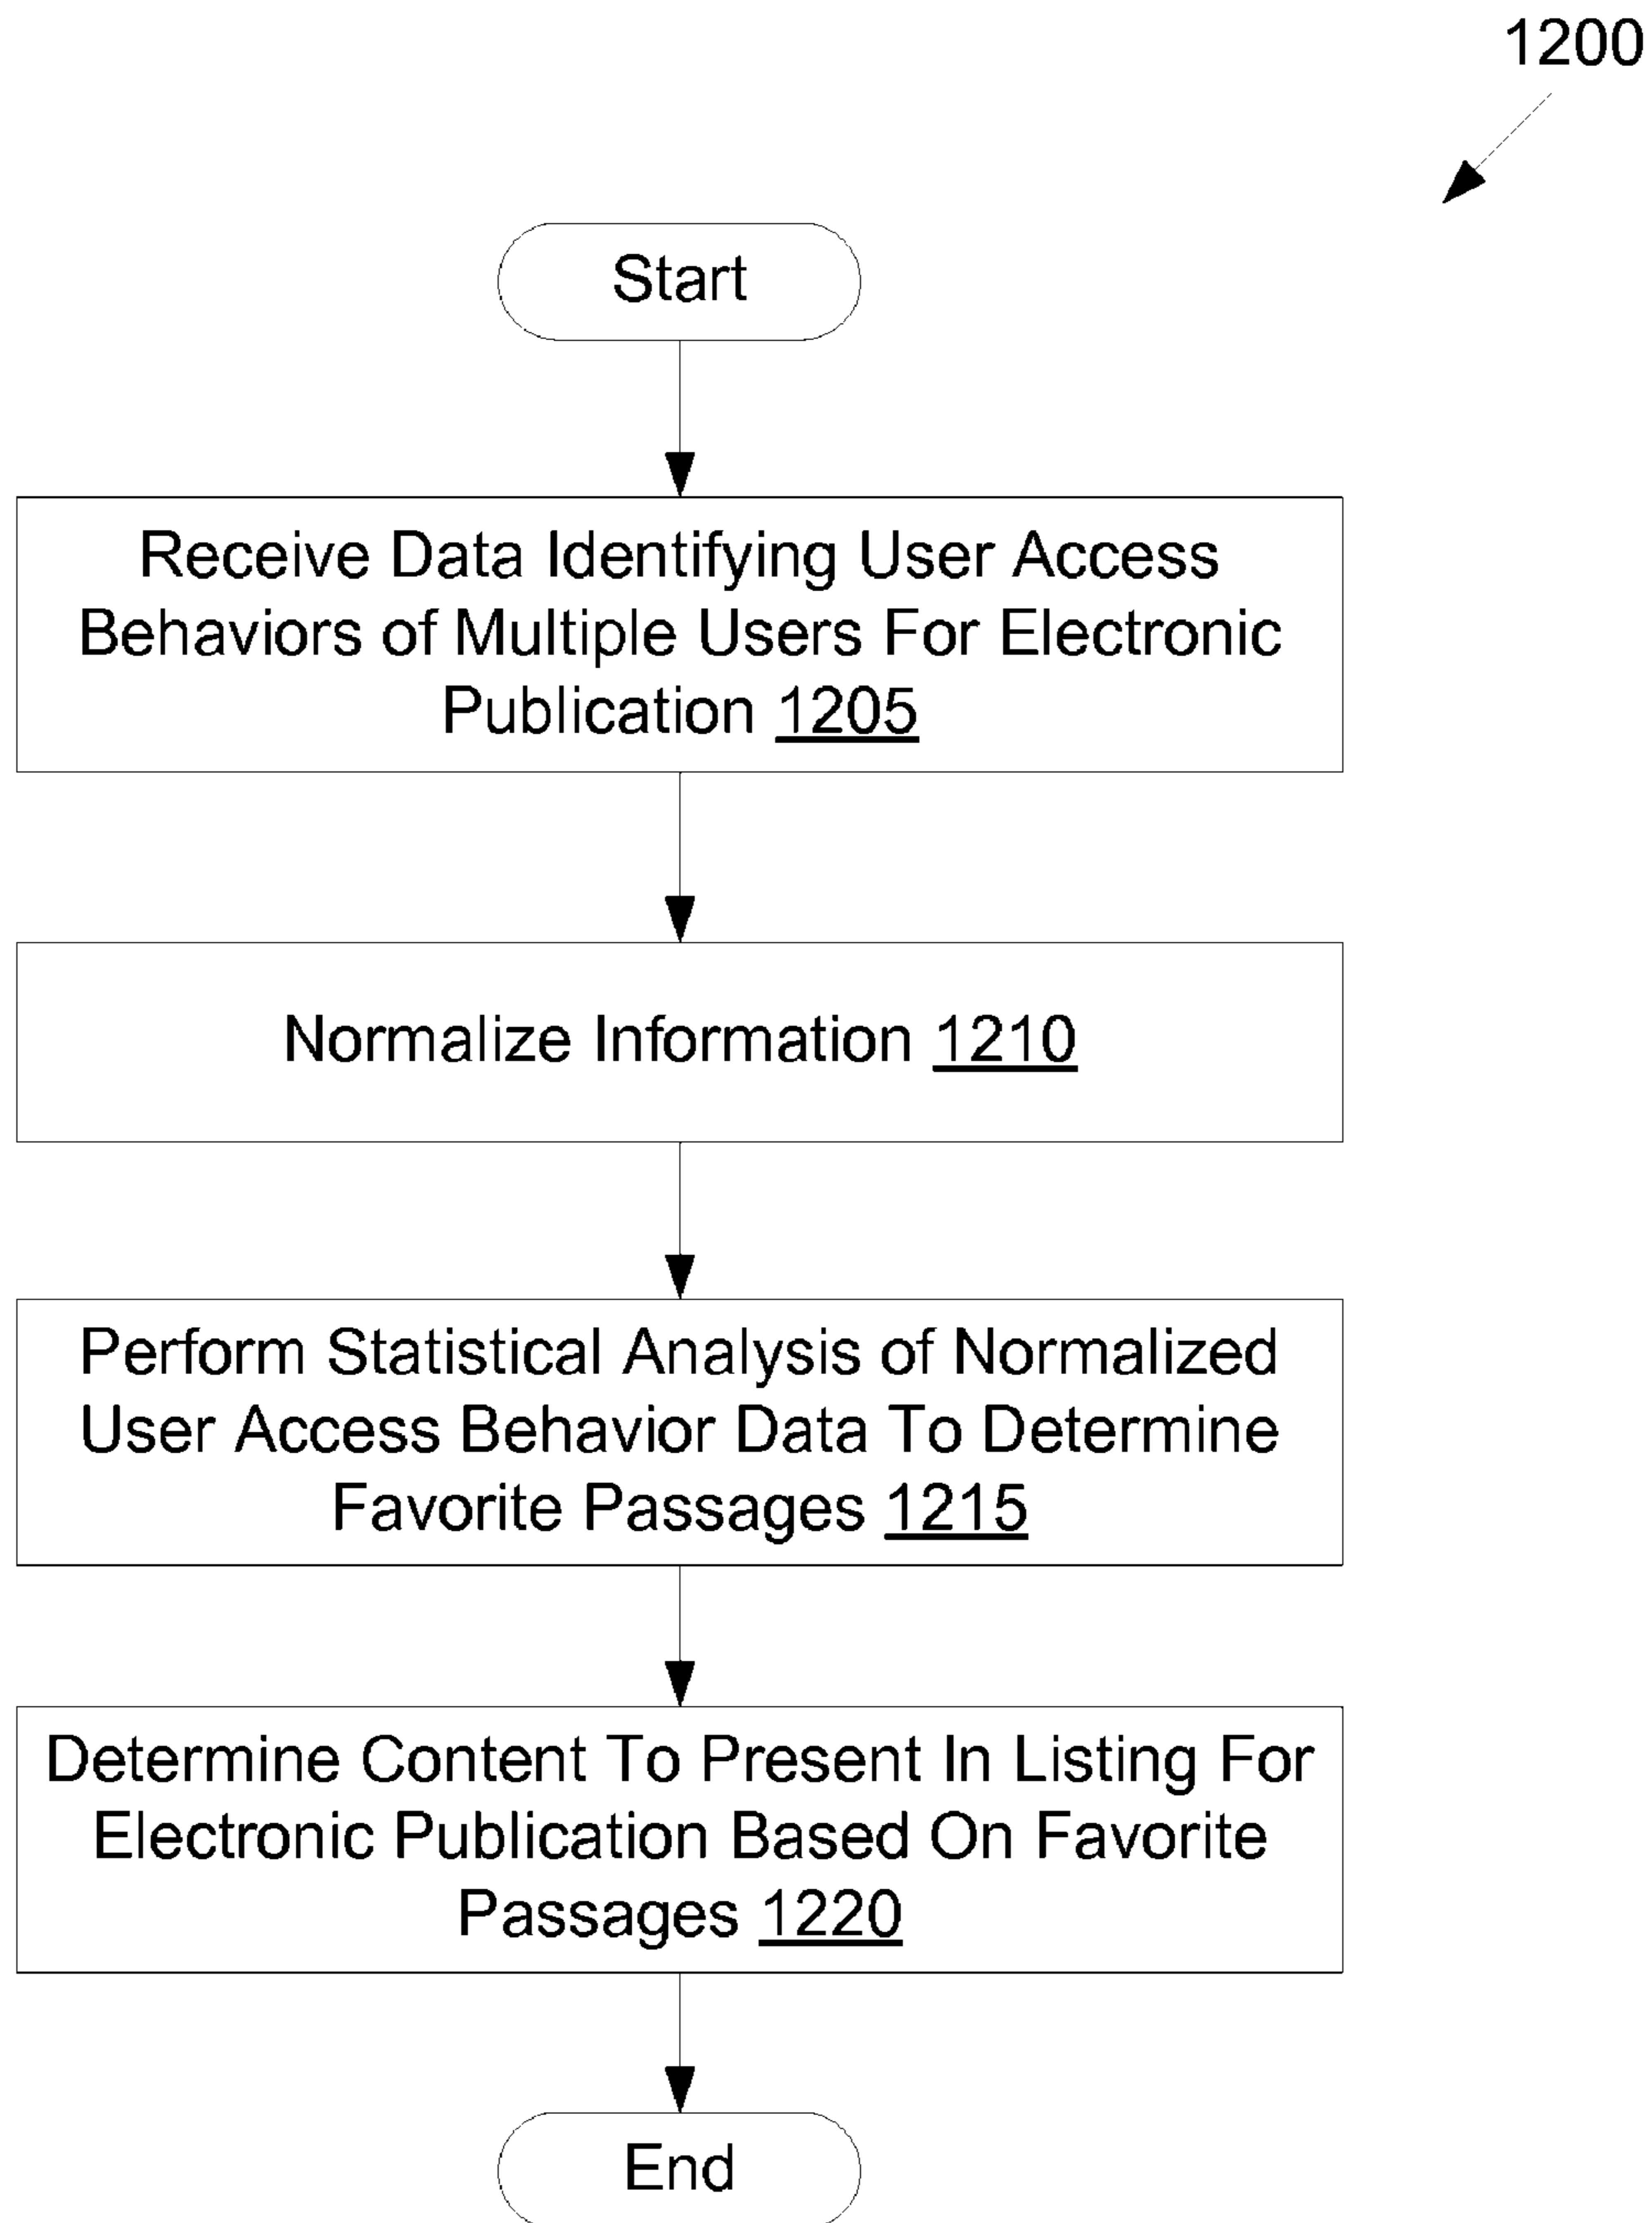 1200
Start
Receive Data Identifying User Access
Behaviors of Multiple Users For Electronic
Publication 1205
Normalize Information 1210
Perform Statistical Analysis of Normalized
User Access Behavior Data To Determine
Favorite Passages 1215
Determine Content To Present In Listing For
Electronic Publication Based On Favorite
Passages 1220
End